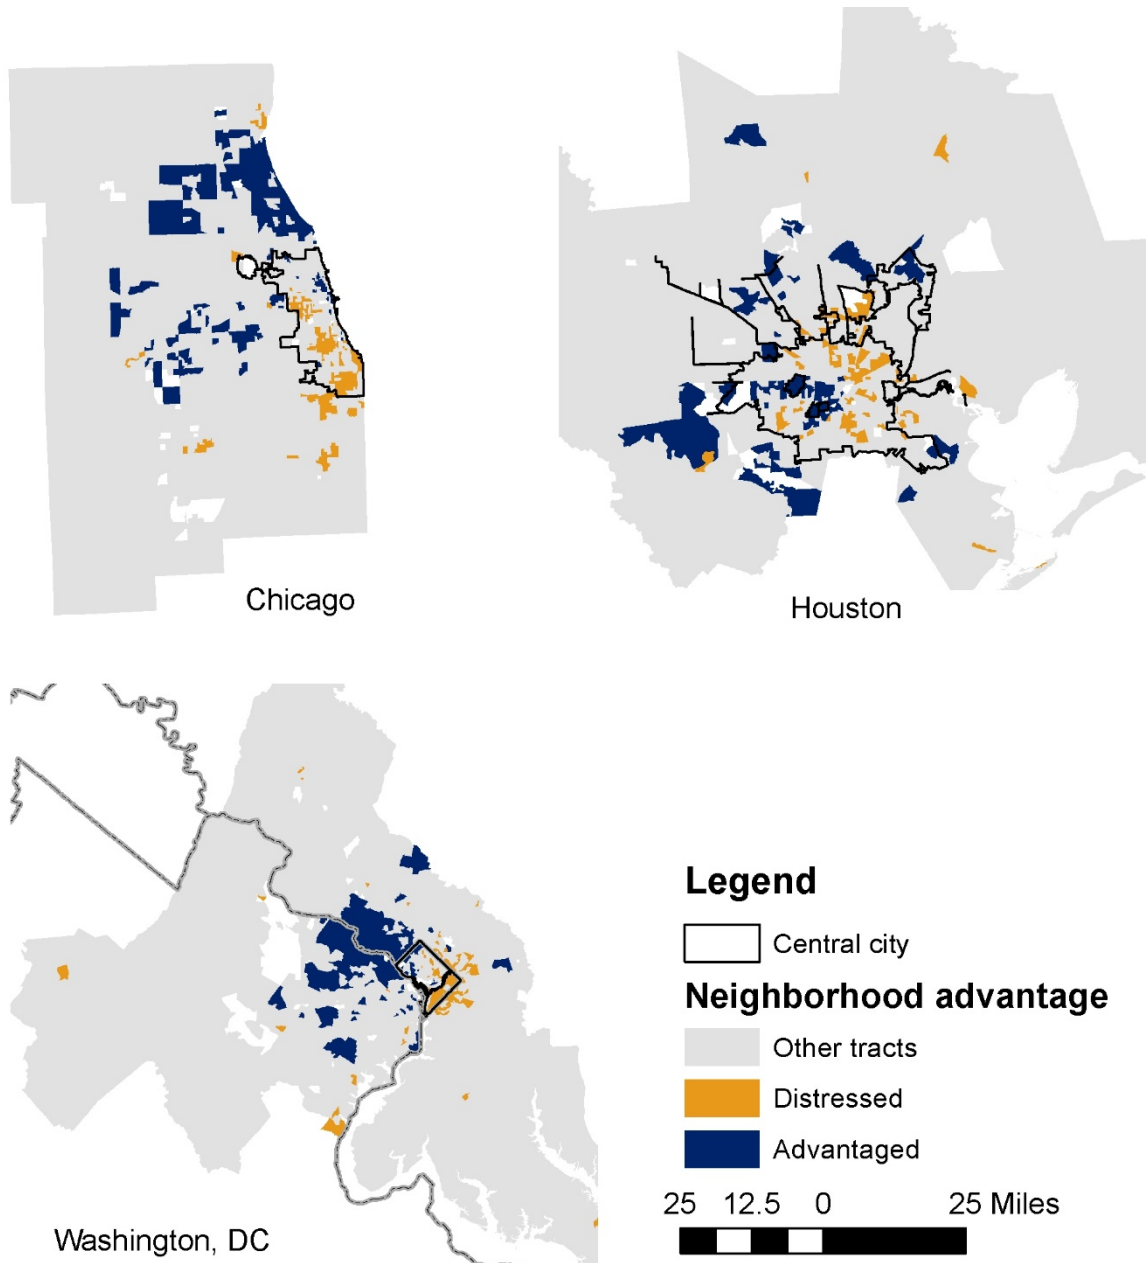 Chicago
Houston
Washington, DC
Legend
Central city
Neighborhood advantage
Other tracts
Distressed
Advantaged
25 12.5 0 25 Miles